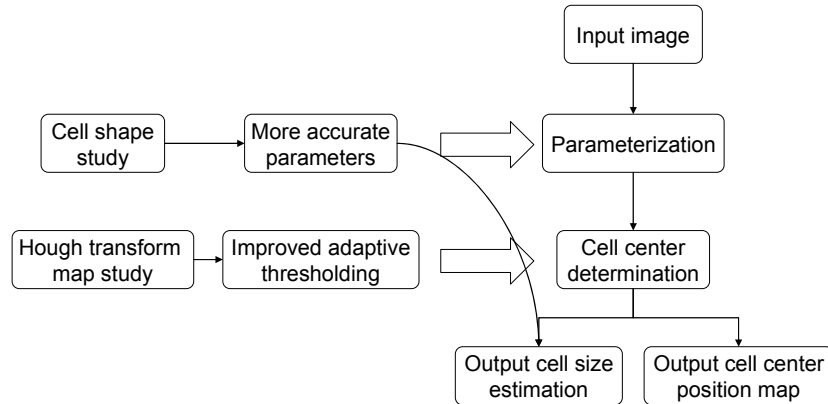 Input image
Cell shape
study
More accurate
parameters
Parameterization
Hough transform
map study
Improved adaptive
thresholding
Cell center
determination
Output cell size
estimation
Output cell center
position map